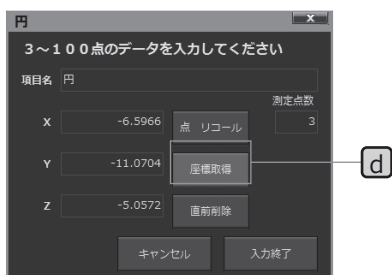 円
3～100点のデータを入力してください
項目名 円
測定点数
X -6.5966 点 リコール 3
Y -11.0704 座標取得 d
Z -5.0572 直前削除
キャンセル 入力終了